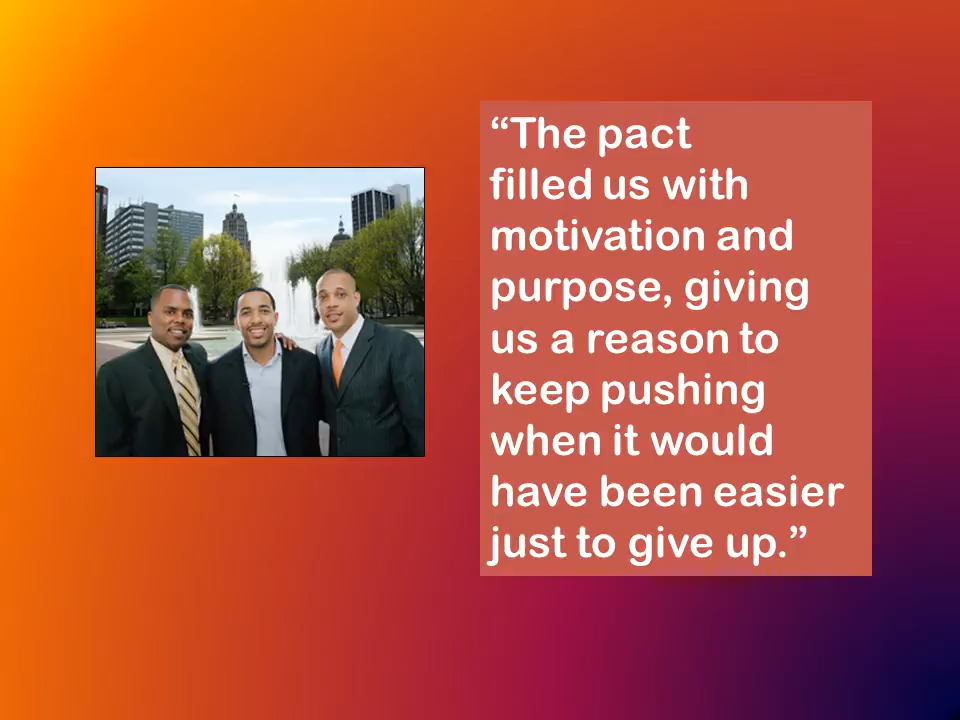 “The pact
filled us with
motivation and
purpose, giving
us a reason to
keep pushing
when it would
have been easier
just to give up.”